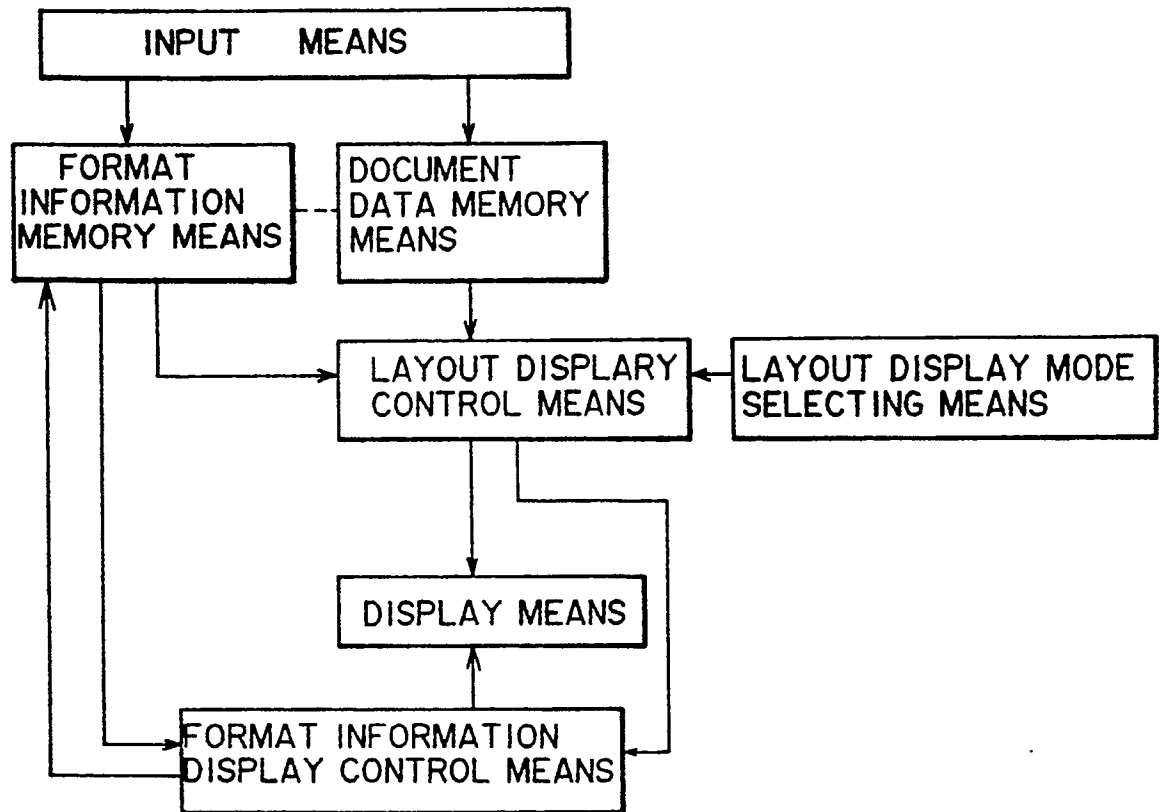 INPUT MEANS
FORMAT
INFORMATION
MEMORY MEANS
DOCUMENT
DATA MEMORY
MEANS
LAYOUT DISPLARY
CONTROL MEANS
LAYOUT DISPLAY MODE
SELECTING MEANS
DISPLAY MEANS
FORMAT INFORMATION
DISPLAY CONTROL MEANS